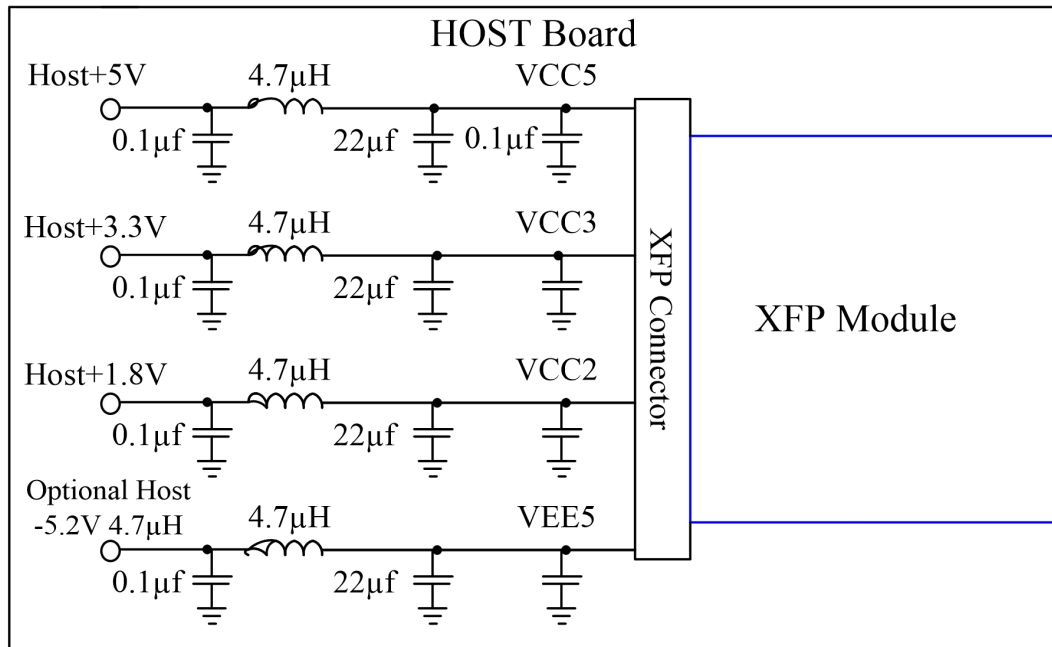 HOST Board
Host+5V
4.7µH
VCC5
0.1µf
22µf
0.1µf
Host+3.3V
4.7µH
VCC3
0.1µf
22µf
Host+1.8V
4.7µH
VCC2
0.1µf
22µf
Optional Host
-5.2V 4.7µH
4.7µH
VEE5
0.1µf
22µf
XFP Connector
XFP Module